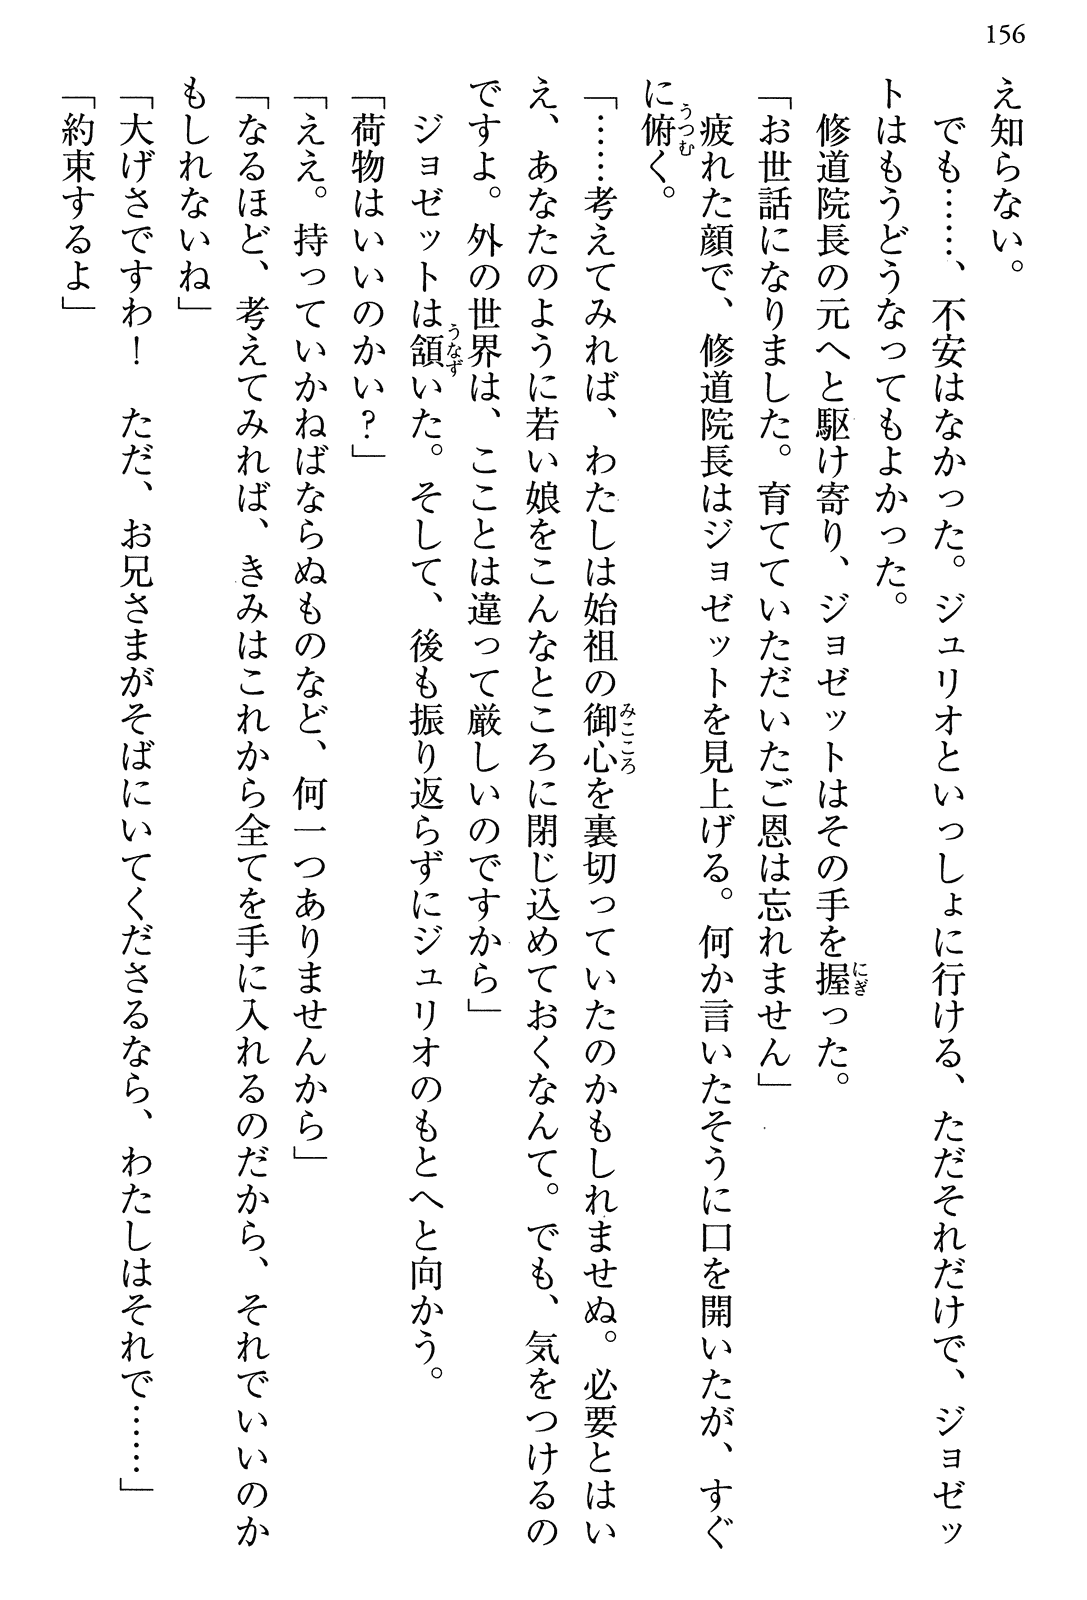 156
え知らない。
でも……、不安はなかった。ジュリオといっしょに行ける、ただそれだけで、ジョゼッ
トはもうどうなってもよかった。
修道院長の元へと駆け寄り、ジョゼットはその手を握った。
「お世話になりました。育てていただいたご恩は忘れません」
疲れた顔で、修道院長はジョゼットを見上げる。何か言いたそうに口を開いたが、すぐ
に俯く。
「……考えてみれば、わたしは始祖の御心を裏切っていたのかもしれませぬ。必要とはい
え、あなたのように若い娘をこんなところに閉じ込めておくなんて。でも、気をつけるの
ですよ。外の世界は、こことは違って厳しいのですから」
ジョゼットは頷いた。そして、後も振り返らずにジュリオのもとへと向かう。
「荷物はいいのかい?」
「ええ。持っていかねばならぬものなど、何一つありませんから」
「なるほど、考えてみれば、きみはこれから全てを手に入れるのだから、それでいいのか
もしれないね」
「大げさですわ! ただ、お兄さまがそばにいてくださるなら、わたしはそれで……」
「約束するよ」